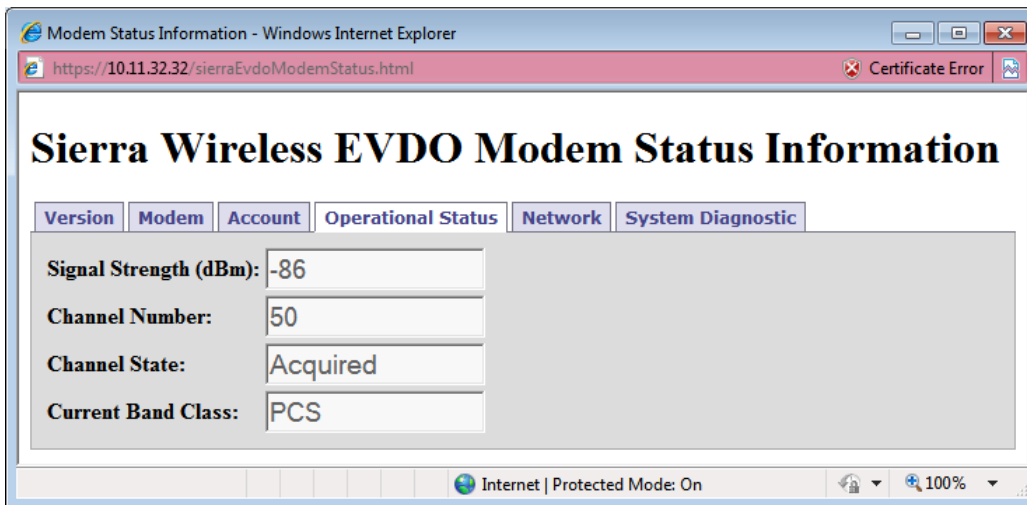 Modem Status Information - Windows Internet Explorer
https://10.11.32.32/sierraEvdoModemStatus.html Certificate Error
Sierra Wireless EVDO Modem Status Information
Version Modem Account Operational Status Network System Diagnostic
Signal Strength (dBm): -86
Channel Number: 50
Channel State: Acquired
Current Band Class: PCS
Internet | Protected Mode: On 100%